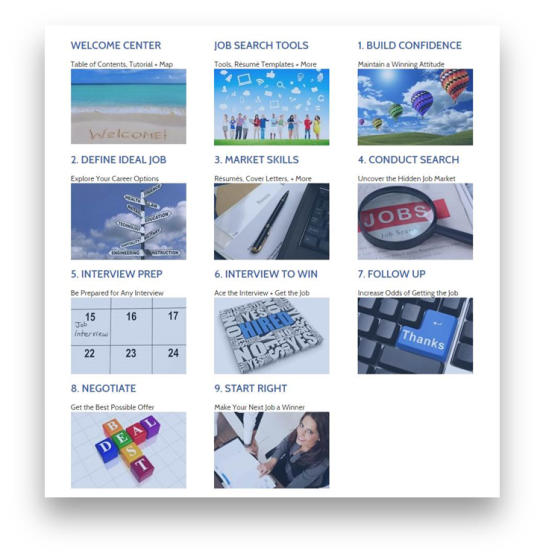 WELCOME CENTER
Table of Contents, Tutorial + Map
WELCOME!
JOB SEARCH TOOLS
Tools, Résumé Templates + More
1. BUILD CONFIDENCE
Maintain a Winning Attitude
2. DEFINE IDEAL JOB
Explore Your Career Options
HEALTH
EDUCATION
TECHNOLOGY
ENGINEERING
CONSTRUCTION
3. MARKET SKILLS
Résumés, Cover Letters, + More
4. CONDUCT SEARCH
Uncover the Hidden Job Market
JOBS
Job Search
5. INTERVIEW PREP
Be Prepared for Any Interview
15 16 17
Job
Interview
22 23 24
6. INTERVIEW TO WIN
Ace the Interview + Get the Job
HIRED
NO
YES
7. FOLLOW UP
Increase Odds of Getting the Job
Thanks
8. NEGOTIATE
Get the Best Possible Offer
BEST
DEAL
9. START RIGHT
Make Your Next Job a Winner